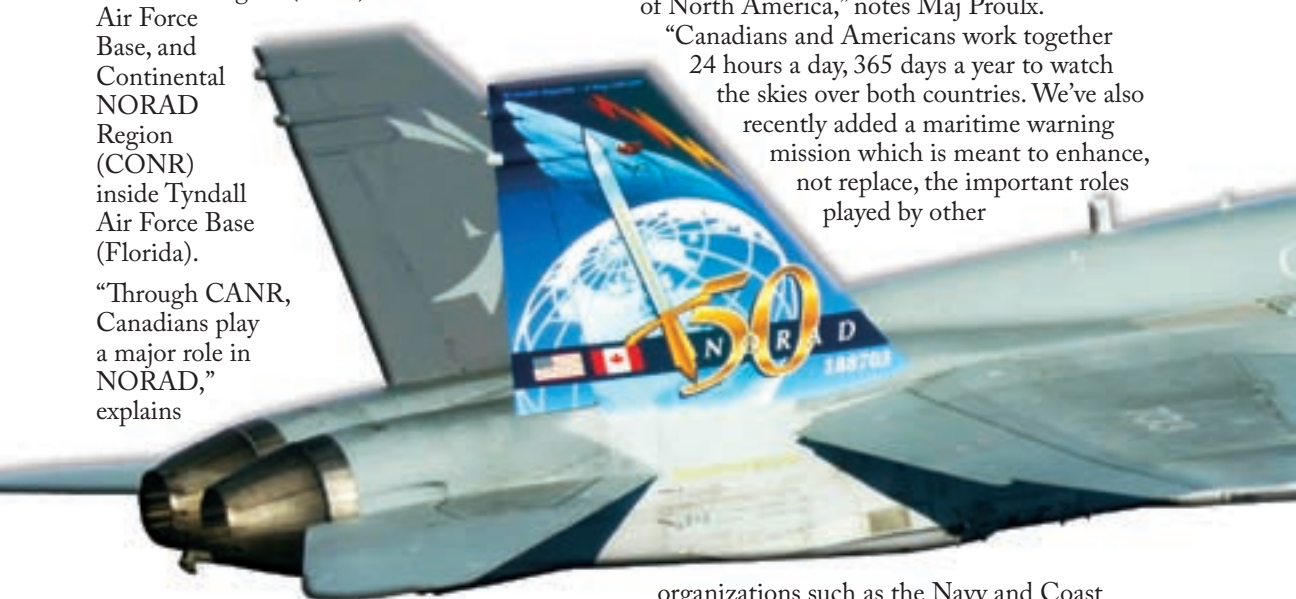 Air Force
Base, and
Continental
NORAD
Region
(CONR)
inside Tyndall
Air Force Base
(Florida).
“Through CANR,
Canadians play
a major role in
NORAD,”
explains
of North America,” notes Maj Proulx.
“Canadians and Americans work together
24 hours a day, 365 days a year to watch
the skies over both countries. We’ve also
recently added a maritime warning
mission which is meant to enhance,
not replace, the important roles
played by other
organizations such as the Navy and Coast
50
NORAD
188703